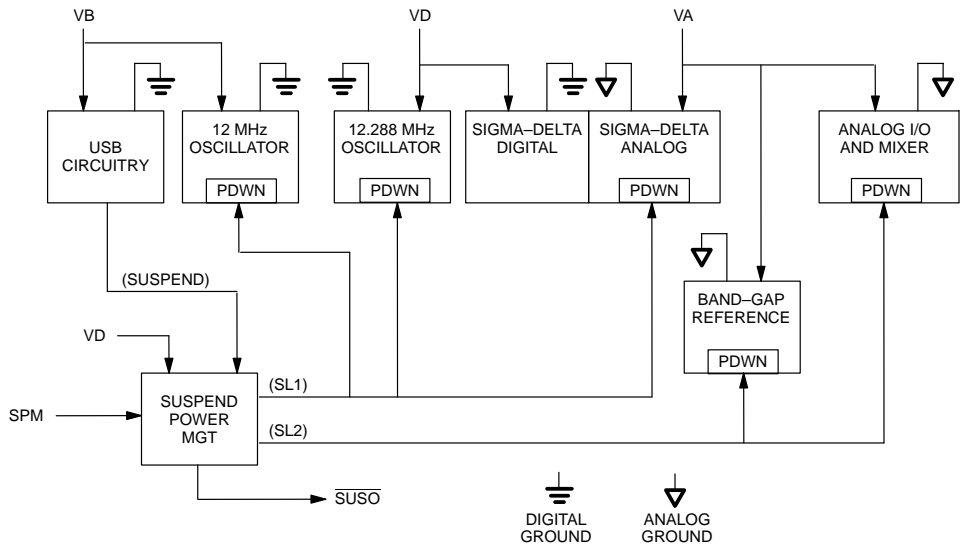 VB
VD
VA
USB
CIRCUITRY
12 MHz
OSCILLATOR
PDWN
12.288 MHz
OSCILLATOR
PDWN
SIGMA–DELTA
DIGITAL
SIGMA–DELTA
ANALOG
PDWN
ANALOG I/O
AND MIXER
PDWN
(SUSPEND)
BAND–GAP
REFERENCE
PDWN
VD
SPM
SUSPEND
POWER
MGT
(SL1)
(SL2)
SUSO
DIGITAL
GROUND
ANALOG
GROUND